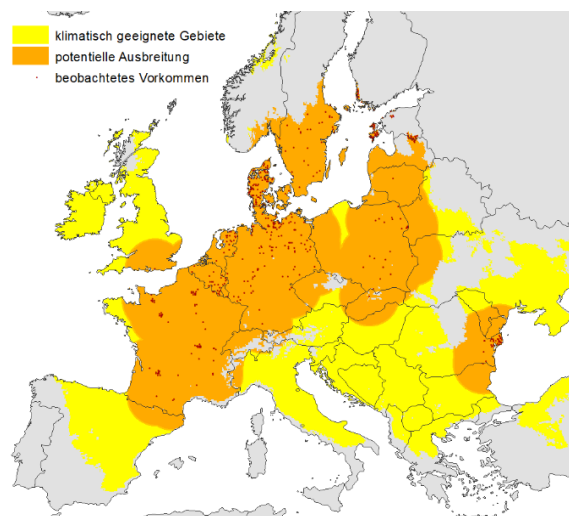 klimatisch geeignete Gebiete
potentielle Ausbreitung
beobachtetes Vorkommen